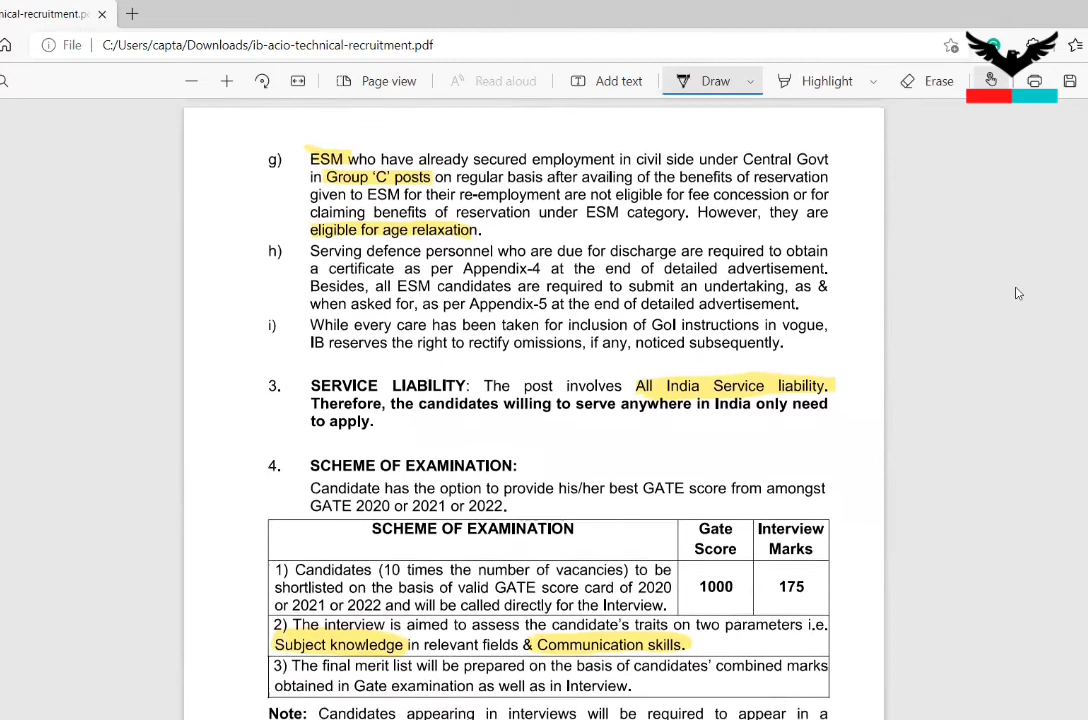 nical-recruitment.p
File C:/Users/capta/Downloads/ib-acio-technical-recruitment.pdf
Page view Read aloud Add text Draw Highlight Erase
g) ESM who have already secured employment in civil side under Central Govt
in Group ‘C’ posts on regular basis after availing of the benefits of reservation
given to ESM for their re-employment are not eligible for fee concession or for
claiming benefits of reservation under ESM category. However, they are
eligible for age relaxation.
h) Serving defence personnel who are due for discharge are required to obtain
a certificate as per Appendix-4 at the end of detailed advertisement.
Besides, all ESM candidates are required to submit an undertaking, as &
when asked for, as per Appendix-5 at the end of detailed advertisement.
i) While every care has been taken for inclusion of GoI instructions in vogue,
IB reserves the right to rectify omissions, if any, noticed subsequently.
3. SERVICE LIABILITY: The post involves All India Service liability.
Therefore, the candidates willing to serve anywhere in India only need
to apply.
4. SCHEME OF EXAMINATION:
Candidate has the option to provide his/her best GATE score from amongst
GATE 2020 or 2021 or 2022.
SCHEME OF EXAMINATION Gate Interview
Score Marks
1) Candidates (10 times the number of vacancies) to be
shortlisted on the basis of valid GATE score card of 2020 1000 175
or 2021 or 2022 and will be called directly for the Interview.
2) The interview is aimed to assess the candidate’s traits on two parameters i.e.
Subject knowledge in relevant fields & Communication skills.
3) The final merit list will be prepared on the basis of candidates’ combined marks
obtained in Gate examination as well as in Interview.
Note: Candidates appearing in interviews will be required to appear in a